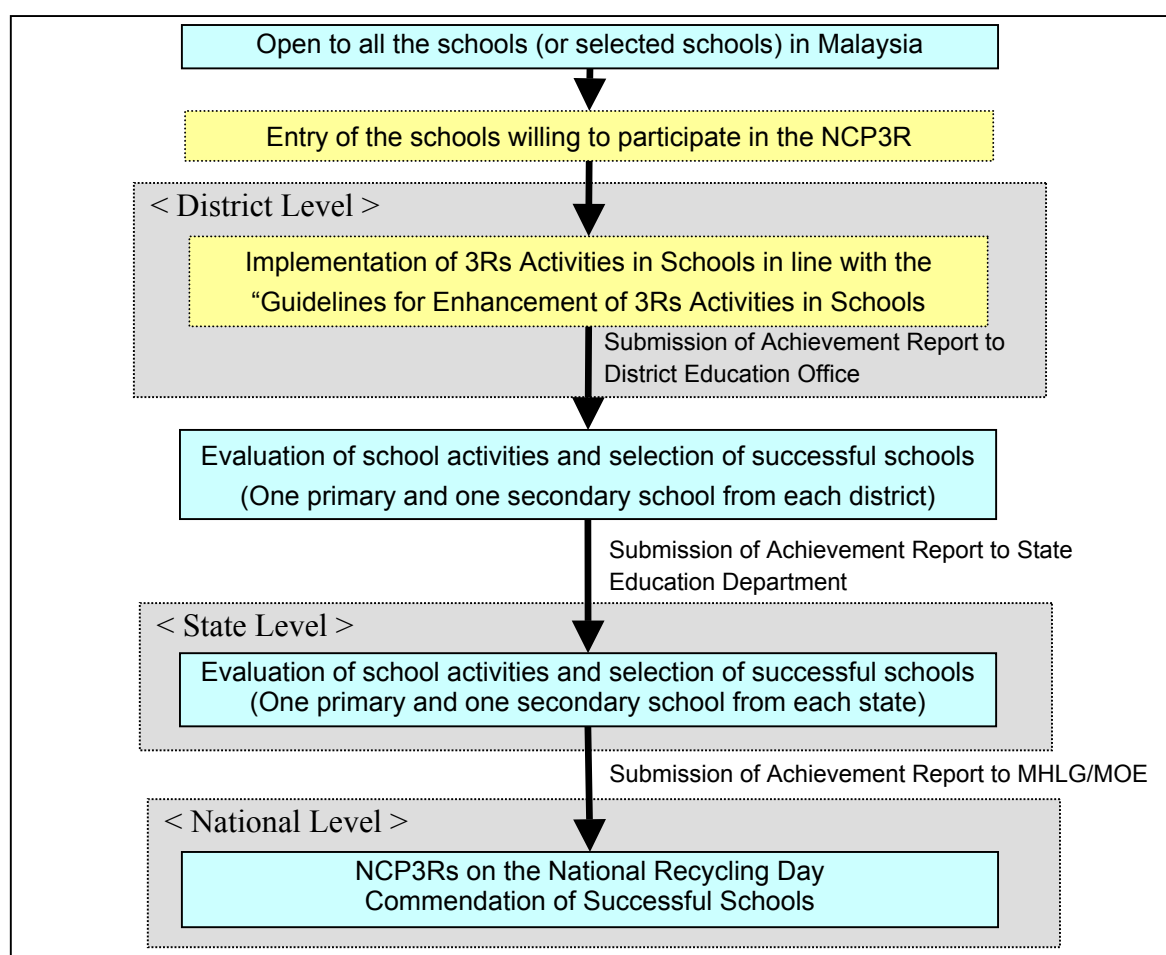 Open to all the schools (or selected schools) in Malaysia
Entry of the schools willing to participate in the NCP3R
< District Level >
Implementation of 3Rs Activities in Schools in line with the
“Guidelines for Enhancement of 3Rs Activities in Schools
Submission of Achievement Report to
District Education Office
Evaluation of school activities and selection of successful schools
(One primary and one secondary school from each district)
Submission of Achievement Report to State
Education Department
< State Level >
Evaluation of school activities and selection of successful schools
(One primary and one secondary school from each state)
Submission of Achievement Report to MHLG/MOE
< National Level >
NCP3Rs on the National Recycling Day
Commendation of Successful Schools